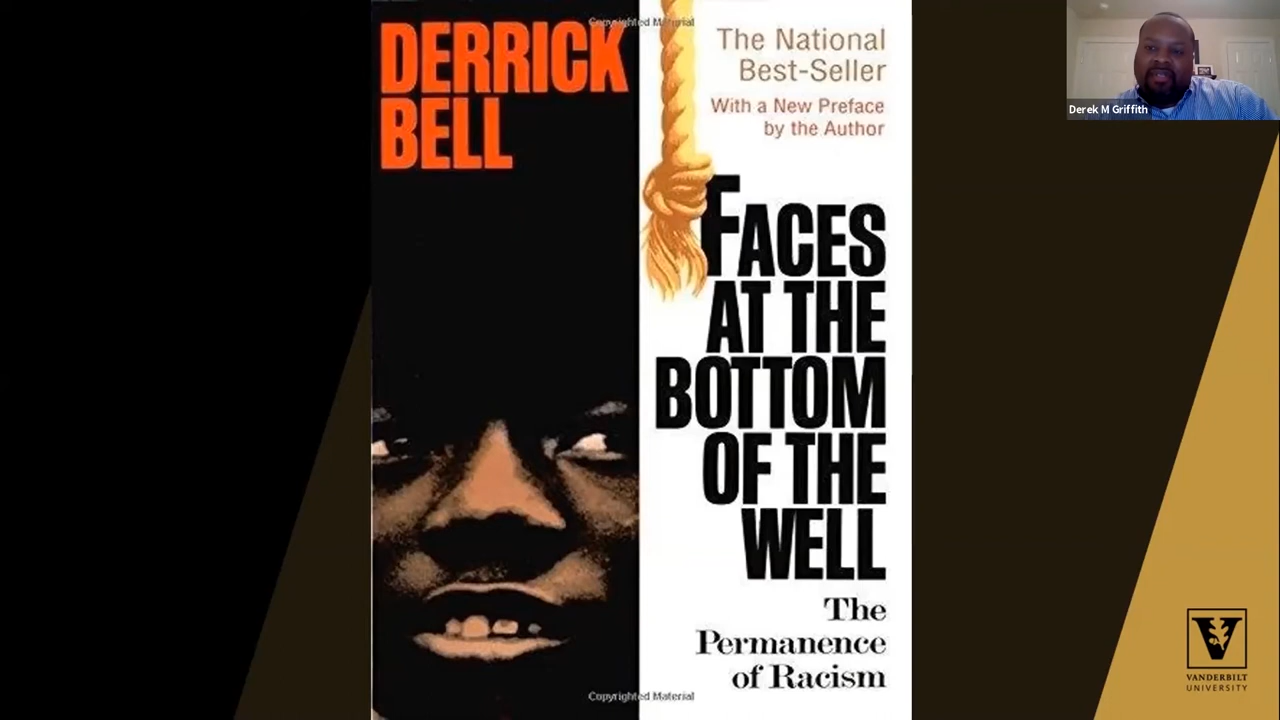 Copyrighted Material
DERRICK
BELL
The National
Best-Seller
With a New Preface
by the Author
FACES
AT THE
BOTTOM
OF THE
WELL
The
Permanence
of Racism
Copyrighted Material
Derek M Griffith
V
VANDERBILT
UNIVERSITY